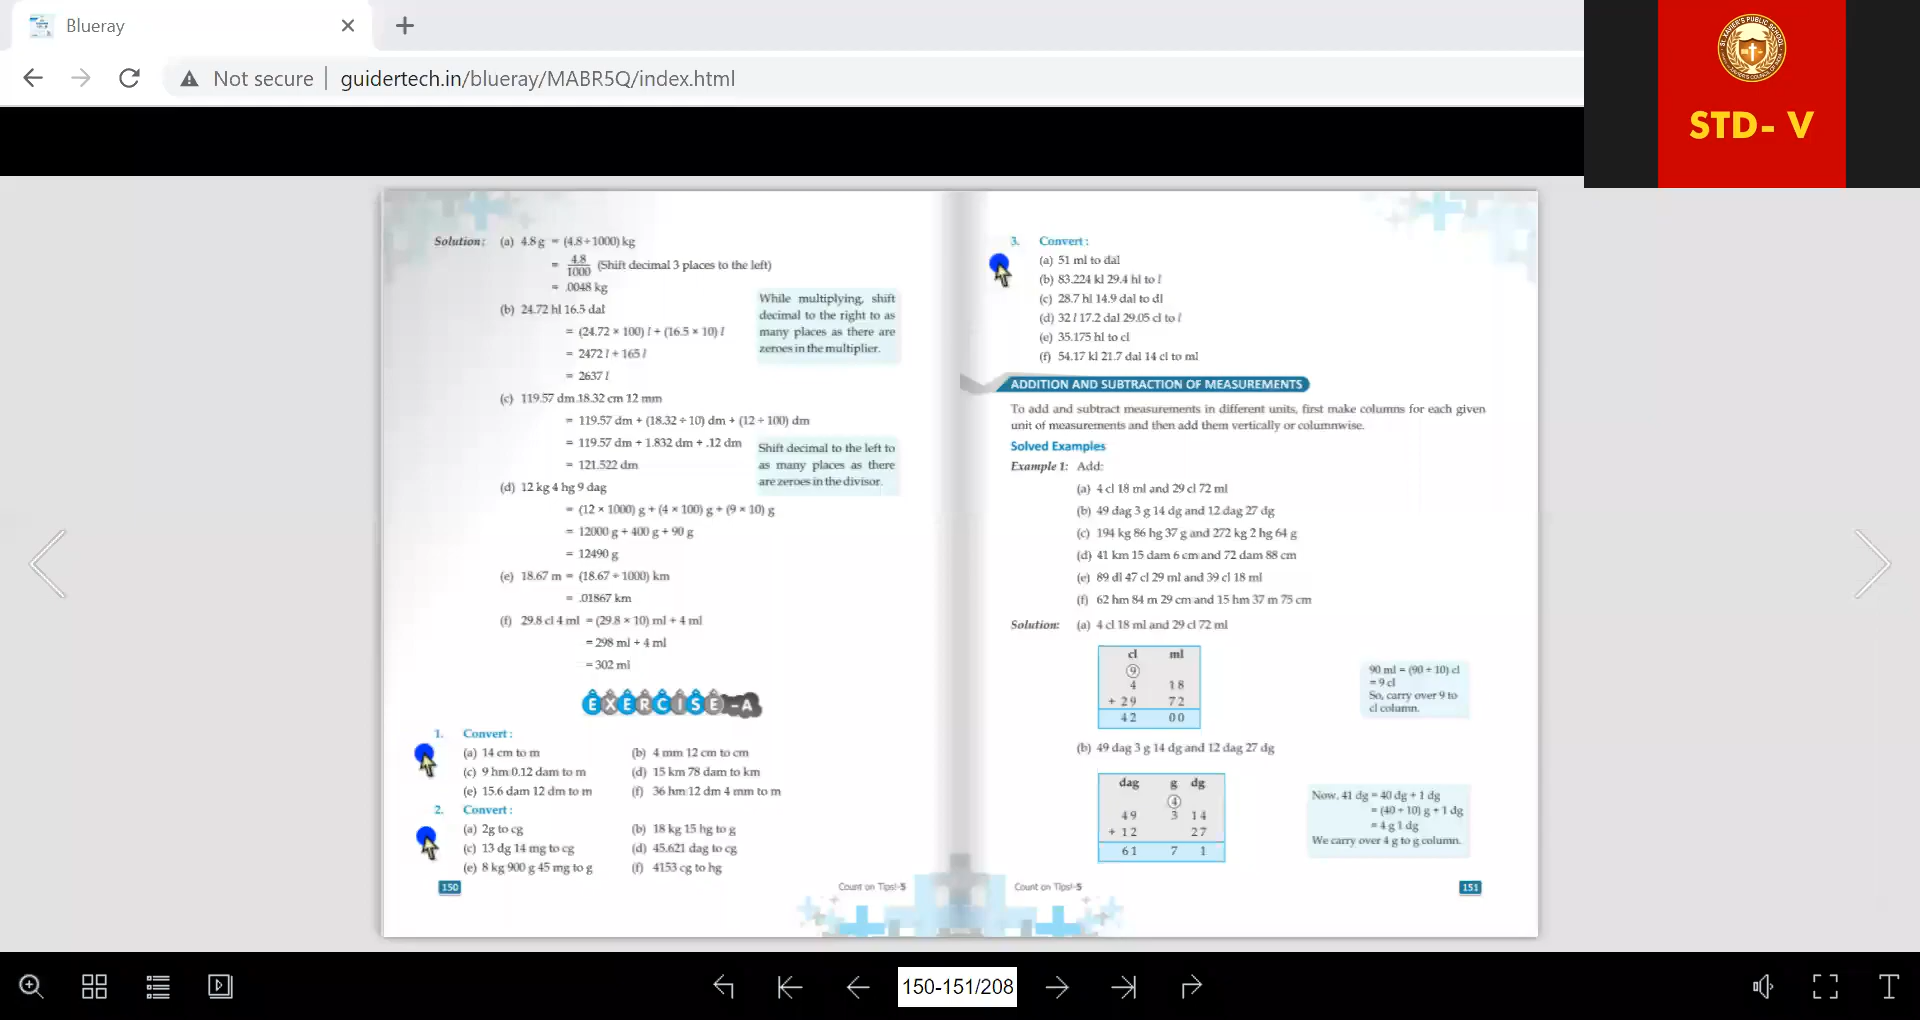 Blueray
Not secure
guidertech.in/blueray/MABR5Q/index.html
STD- V
Solution: (a) 4.8 g = (4.8÷1000) kg
= 4.8/1000 (Shift decimal 3 places to the left)
= .0048 kg
(b) 24.72 hl 16.5 dal
= (24.72 × 100) l + (16.5 × 10) l
= 2472 l + 165 l
= 2637 l
While multiplying, shift
decimal to the right to as
many places as there are
zeroes in the multiplier.
(c) 119.57 dm 18.32 cm 12 mm
= 119.57 dm + (18.32 ÷ 10) dm + (12 ÷ 100) dm
= 119.57 dm + 1.832 dm + .12 dm
= 121.522 dm
Shift decimal to the left to
as many places as there
are zeroes in the divisor.
(d) 12 kg 4 hg 9 dag
= (12 × 1000) g + (4 × 100) g + (9 × 10) g
= 12000 g + 400 g + 90 g
= 12490 g
(e) 18.67 m = (18.67 ÷ 1000) km
= .01867 km
(f) 29.8 cl 4 ml = (29.8 × 10) ml + 4 ml
= 298 ml + 4 ml
= 302 ml
EXERCISE-A
1. Convert :
(a) 14 cm to m (b) 4 mm 12 cm to cm
(c) 9 hm 0.12 dam to m (d) 15 km 78 dam to km
(e) 15.6 dam 12 dm to m (f) 36 hm 12 dm 4 mm to m
2. Convert :
(a) 2g to cg (b) 18 kg 15 hg to g
(c) 13 dg 14 mg to cg (d) 45.621 dag to cg
(e) 8 kg 900 g 45 mg to g (f) 4153 cg to hg
150
Count on Tips!-5
3. Convert :
(a) 51 ml to dal
(b) 83.224 kl 29.4 hl to l
(c) 28.7 hl 14.9 dal to dl
(d) 32 l 17.2 dal 29.05 cl to l
(e) 35.175 hl to cl
(f) 54.17 kl 21.7 dal 14 cl to ml
ADDITION AND SUBTRACTION OF MEASUREMENTS
To add and subtract measurements in different units, first make columns for each given
unit of measurements and then add them vertically or columnwise.
Solved Examples
Example 1: Add:
(a) 4 cl 18 ml and 29 cl 72 ml
(b) 49 dag 3 g 14 dg and 12 dag 27 dg
(c) 194 kg 86 hg 37 g and 272 kg 2 hg 64 g
(d) 41 km 15 dam 6 cm and 72 dam 88 cm
(e) 89 dl 47 cl 29 ml and 39 cl 18 ml
(f) 62 hm 84 m 29 cm and 15 hm 37 m 75 cm
Solution: (a) 4 cl 18 ml and 29 cl 72 ml
cl ml
9
4 18
+ 29 72
42 00
90 ml = (90 ÷ 10) cl
= 9 cl
So, carry over 9 to
cl column.
(b) 49 dag 3 g 14 dg and 12 dag 27 dg
dag g dg
4
49 3 14
+ 12 27
61 7 1
Now, 41 dg = 40 dg + 1 dg
= (40 ÷ 10) g + 1 dg
= 4 g 1 dg
We carry over 4 g to g column.
Count on Tips!-5
151
150-151/208